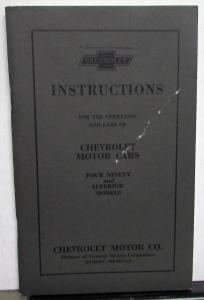 CHEVROLET
INSTRUCTIONS
FOR THE OPERATION
AND CARE OF
CHEVROLET
MOTOR CARS
FOUR NINETY
and
SUPERIOR
MODELS
CHEVROLET MOTOR CO.
Division of General Motors Corporation
DETROIT, MICHIGAN